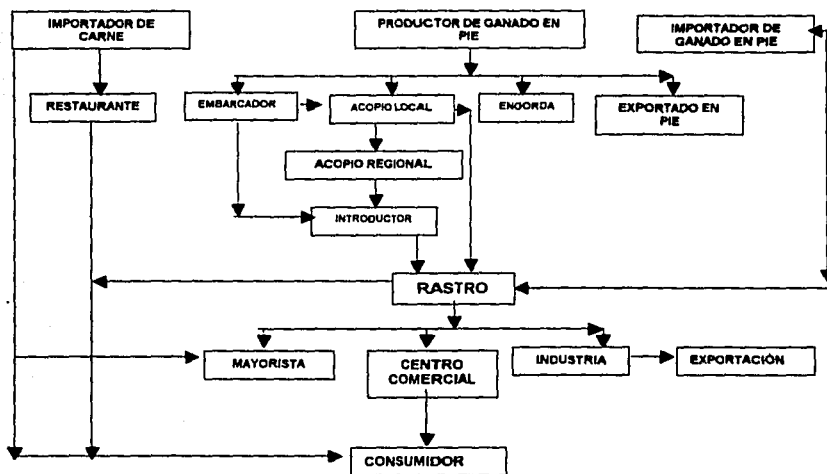 IMPORTADOR DE
CARNE
PRODUCTOR DE GANADO EN
PIE
IMPORTADOR DE
GANADO EN PIE
RESTAURANTE
EMBARCADOR
ACOPIO LOCAL
ENGORDA
EXPORTADO EN
PIE
ACOPIO REGIONAL
INTRODUCTOR
RASTRO
MAYORISTA
CENTRO
COMERCIAL
INDUSTRIA
EXPORTACIÓN
CONSUMIDOR